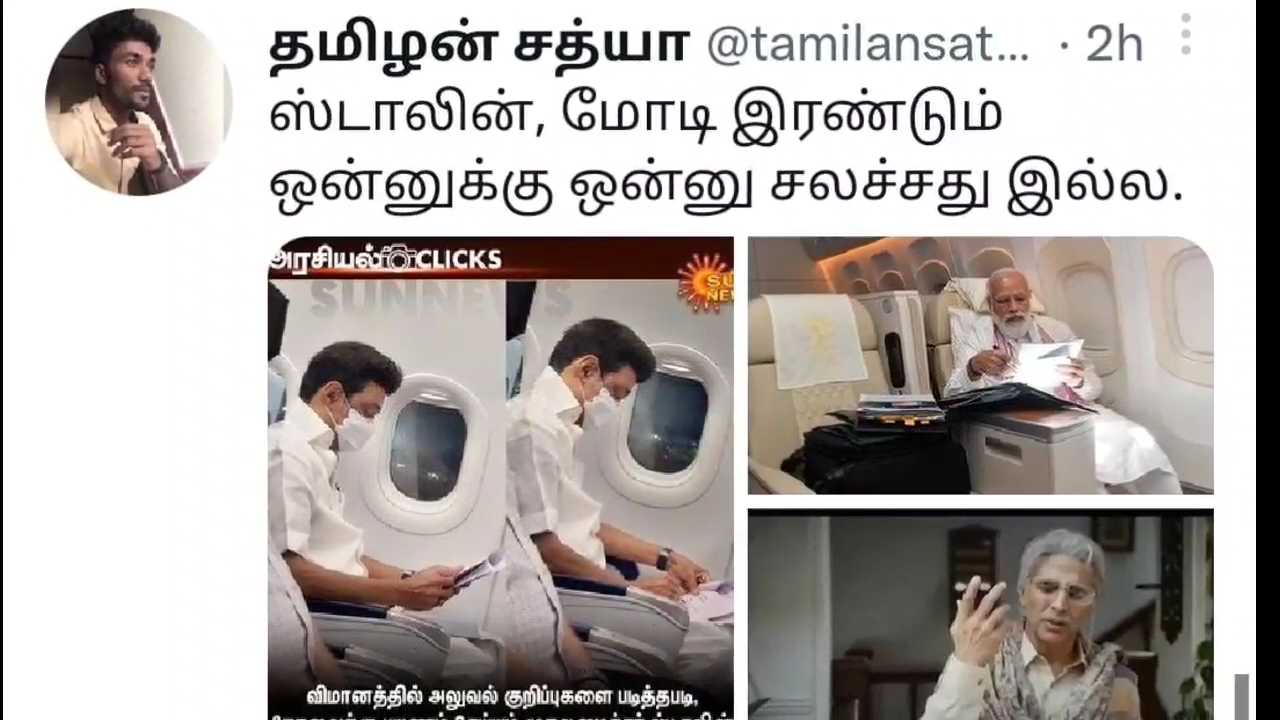 தமிழன் சத்யா @tamilansat... · 2h
ஸ்டாலின், மோடி இரண்டும்
ஒன்னுக்கு ஒன்னு சலச்சது இல்ல.
அரசியல் CLICKS
SUN
NEWS
விமானத்தில் அலுவல் குறிப்புகளை படித்தபடி,